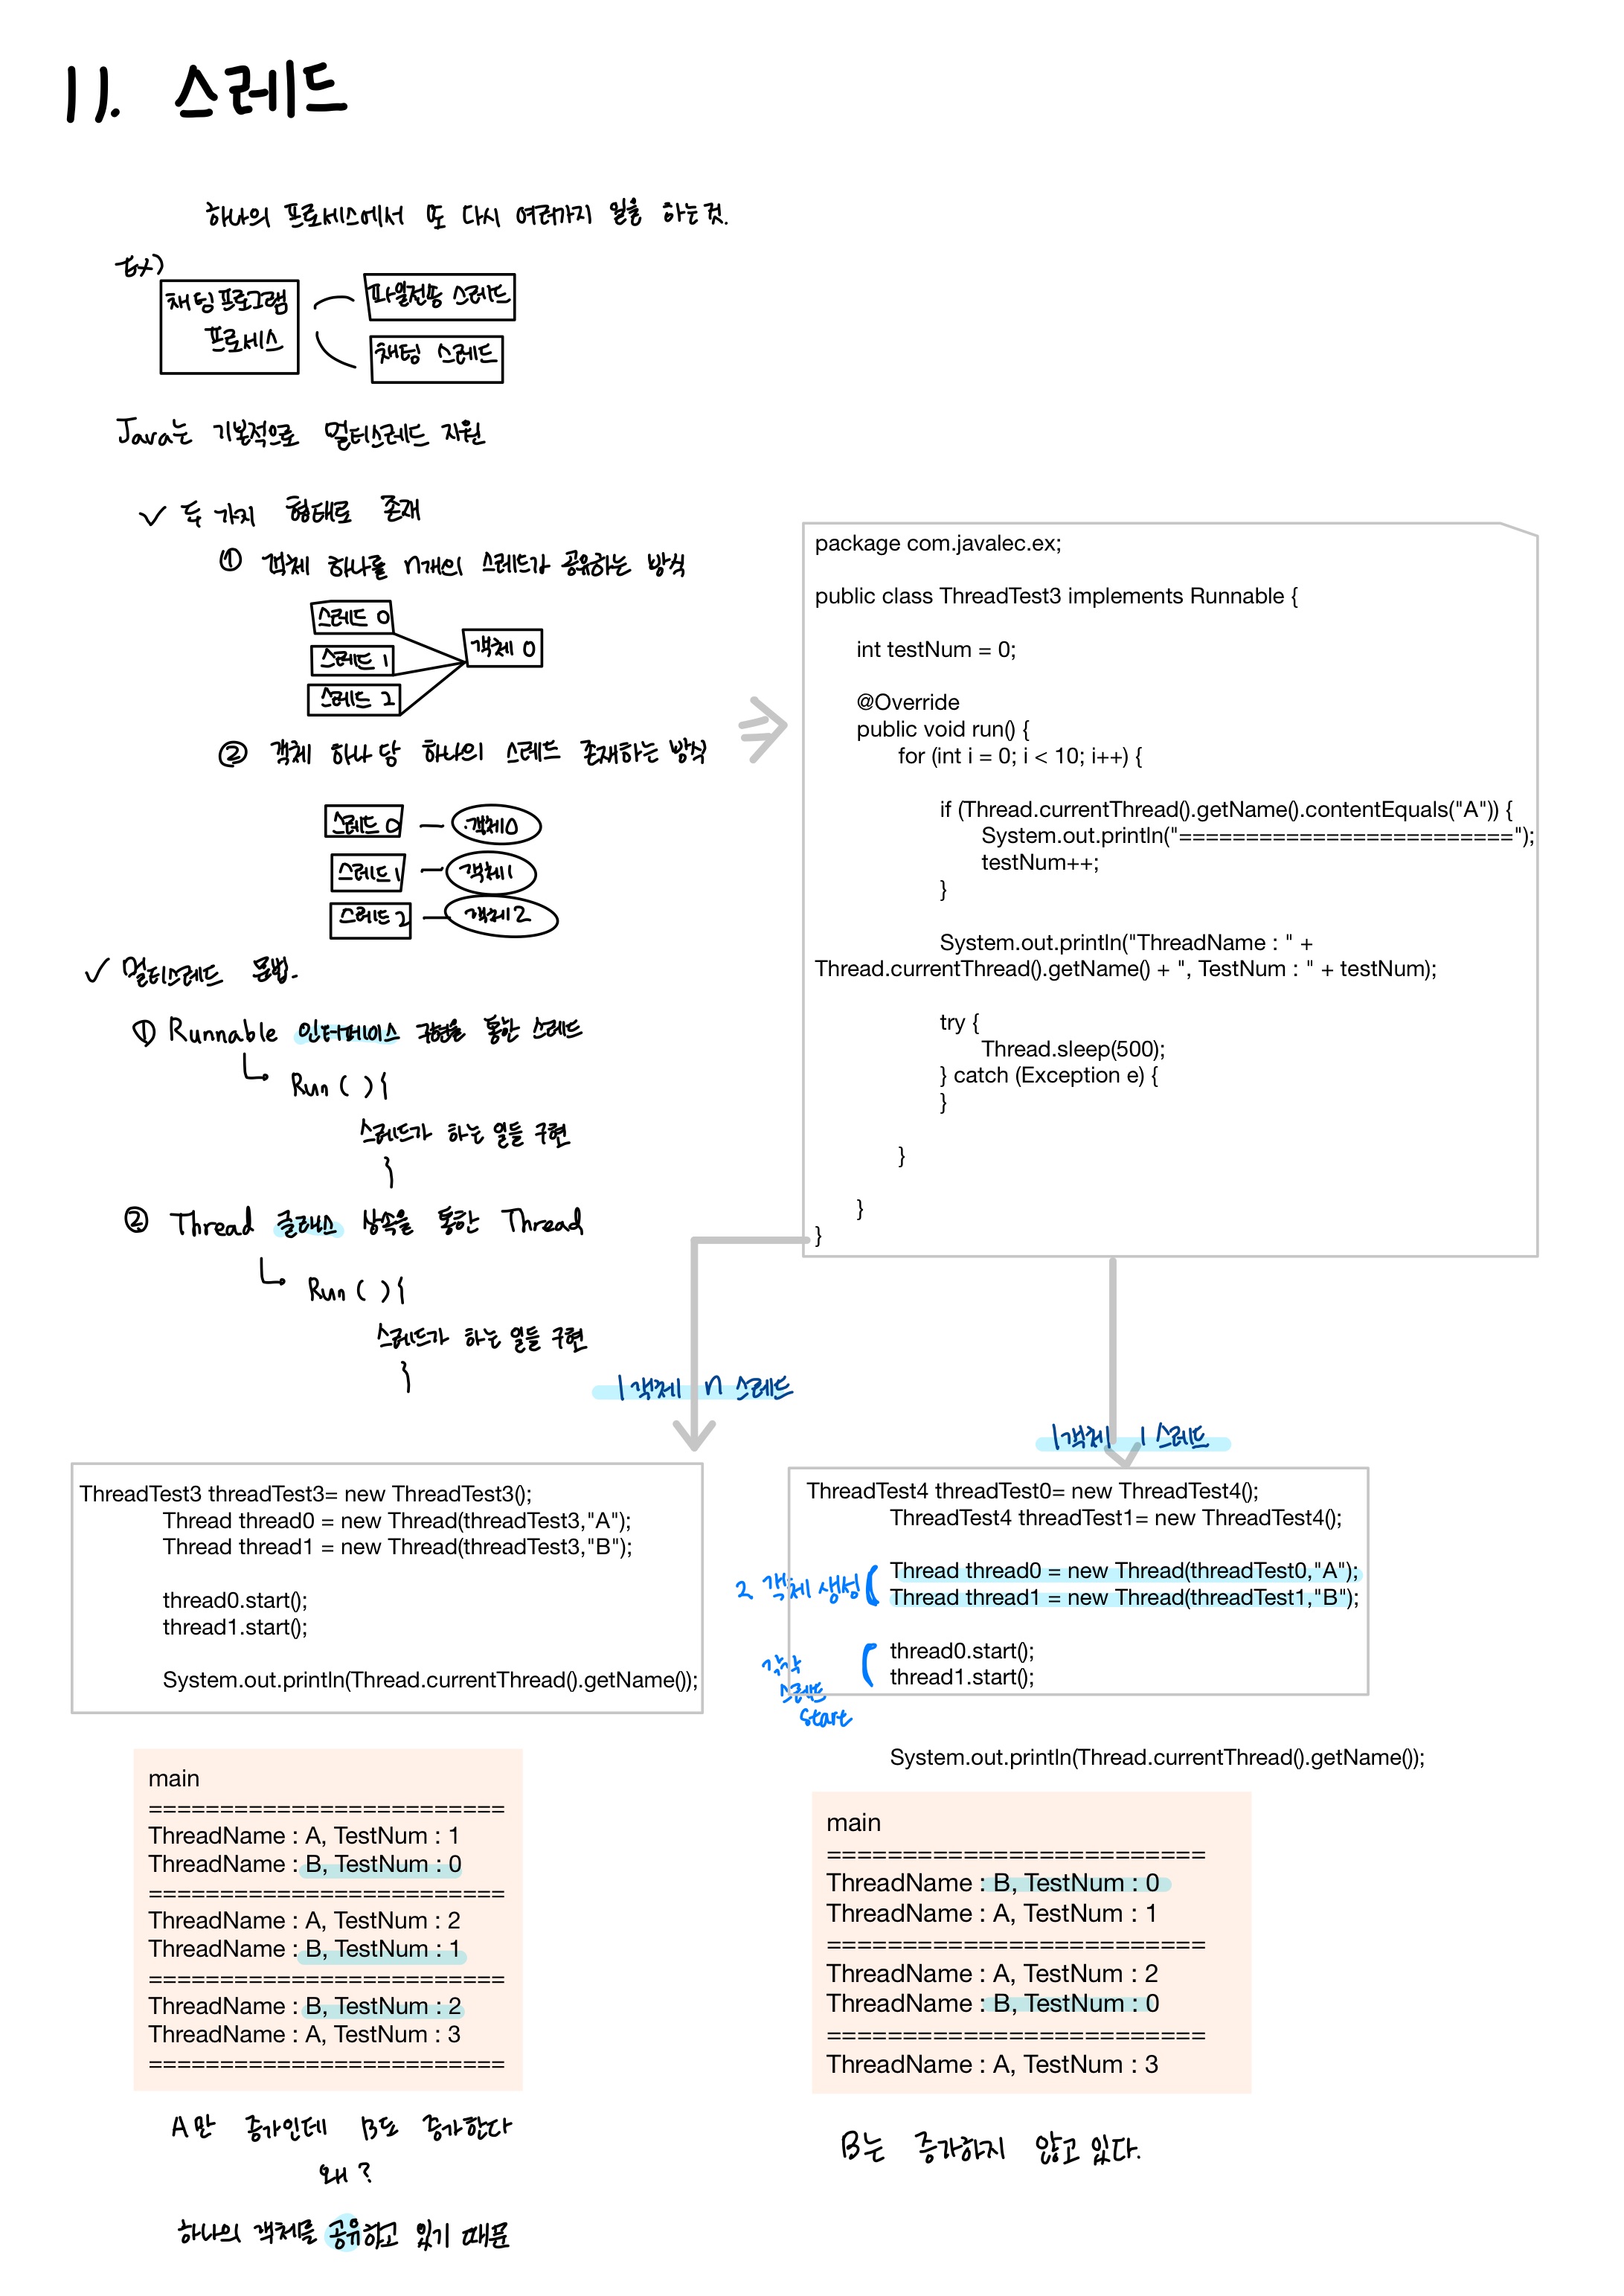 11. 스레드
하나의 프로세스에서 또 다시 여러가지 일을 하는것.
Ex)
채팅프로그램
프로세스
파일전송 스레드
채팅 스레드
Java는 기본적으로 멀티스레드 지원
✓ 두 가지 형태로 존재
① 객체 하나를 n개의 스레드가 공유하는 방식
스레드 0
스레드 1
스레드 2
객체 0
② 객체 하나 당 하나의 스레드 존재하는 방식
스레드 0 — 객체0
스레드 1 — 객체1
스레드 2 — 객체2
✓ 멀티스레드 문법.
① Runnable 인터페이스 구현을 통한 스레드
Run ( ) {
스레드가 하는 일들 구현
}
② Thread 클래스 상속을 통한 Thread
Run ( ) {
스레드가 하는 일들 구현
}
package com.javalec.ex;
public class ThreadTest3 implements Runnable {
int testNum = 0;
@Override
public void run() {
for (int i = 0; i < 10; i++) {
if (Thread.currentThread().getName().contentEquals("A")) {
System.out.println("=========================");
testNum++;
}
System.out.println("ThreadName : " +
Thread.currentThread().getName() + ", TestNum : " + testNum);
try {
Thread.sleep(500);
} catch (Exception e) {
}
}
}
}
1객체 n 스레드
ThreadTest3 threadTest3= new ThreadTest3();
Thread thread0 = new Thread(threadTest3,"A");
Thread thread1 = new Thread(threadTest3,"B");
thread0.start();
thread1.start();
System.out.println(Thread.currentThread().getName());
main
=========================
ThreadName : A, TestNum : 1
ThreadName : B, TestNum : 0
=========================
ThreadName : A, TestNum : 2
ThreadName : B, TestNum : 1
=========================
ThreadName : B, TestNum : 2
ThreadName : A, TestNum : 3
=========================
A만 증가인데 B도 증가한다
왜?
하나의 객체를 공유하고 있기 때문
1객체 1스레드
ThreadTest4 threadTest0= new ThreadTest4();
ThreadTest4 threadTest1= new ThreadTest4();
2 객체 생성
Thread thread0 = new Thread(threadTest0,"A");
Thread thread1 = new Thread(threadTest1,"B");
각각
스레드
start
thread0.start();
thread1.start();
System.out.println(Thread.currentThread().getName());
main
=========================
ThreadName : B, TestNum : 0
ThreadName : A, TestNum : 1
=========================
ThreadName : A, TestNum : 2
ThreadName : B, TestNum : 0
=========================
ThreadName : A, TestNum : 3
B는 증가하지 않고 있다.